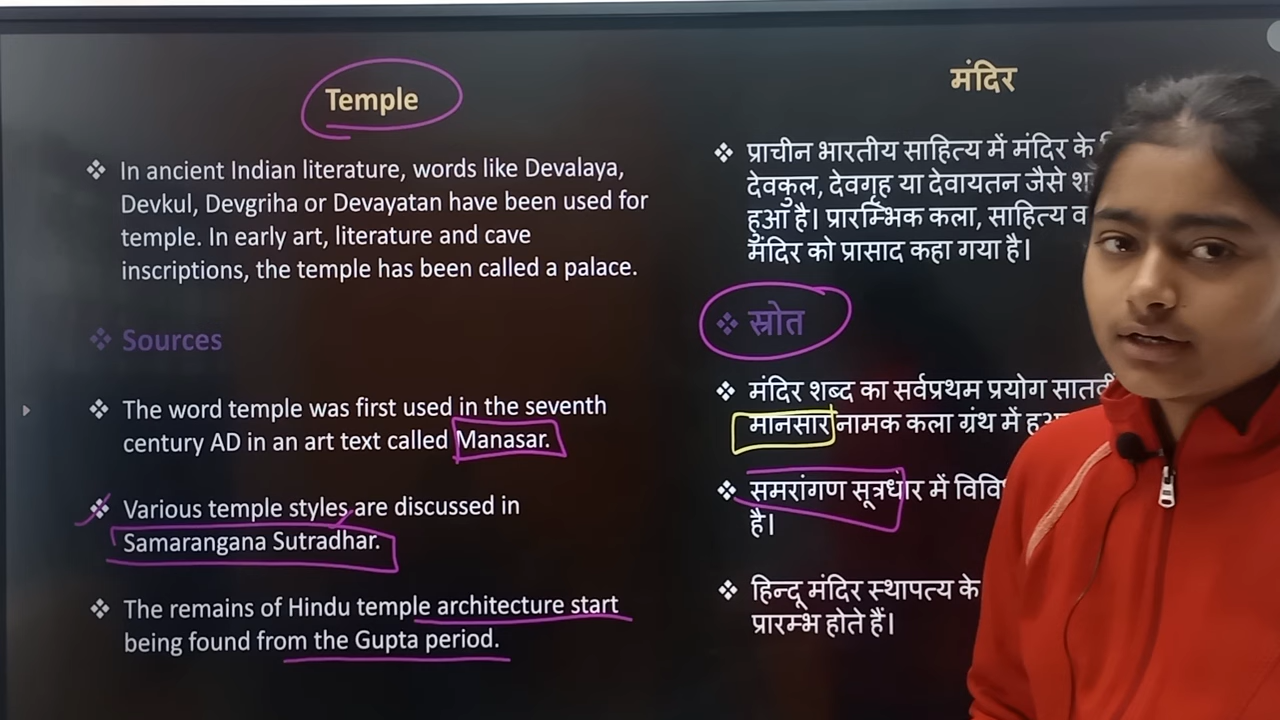 Temple
In ancient Indian literature, words like Devalaya,
Devkul, Devgriha or Devayatan have been used for
temple. In early art, literature and cave
inscriptions, the temple has been called a palace.
Sources
The word temple was first used in the seventh
century AD in an art text called Manasar.
Various temple styles are discussed in
Samarangana Sutradhar.
The remains of Hindu temple architecture start
being found from the Gupta period.
मंदिर
प्राचीन भारतीय साहित्य में मंदिर के
देवकुल, देवगृह या देवायतन जैसे
हुआ है। प्रारम्भिक कला, साहित्य व
मंदिर को प्रासाद कहा गया है।
स्रोत
मंदिर शब्द का सर्वप्रथम प्रयोग
मानसार नामक कला ग्रंथ में
समरांगण सूत्रधार में
है।
हिन्दू मंदिर स्थापत्य के
प्रारम्भ होते हैं।